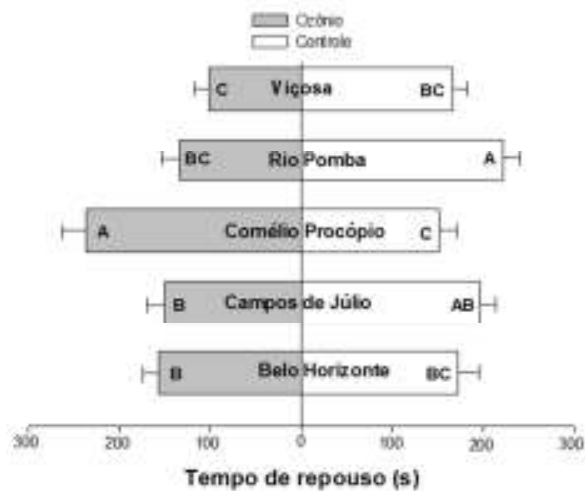 Ozônio
Controle
C Viçosa BC
BC Rio Pomba A
A Cornélio Procópio C
B Campos de Júlio AB
B Belo Horizonte BC
300 200 100 0 100 200 300
Tempo de repouso (s)